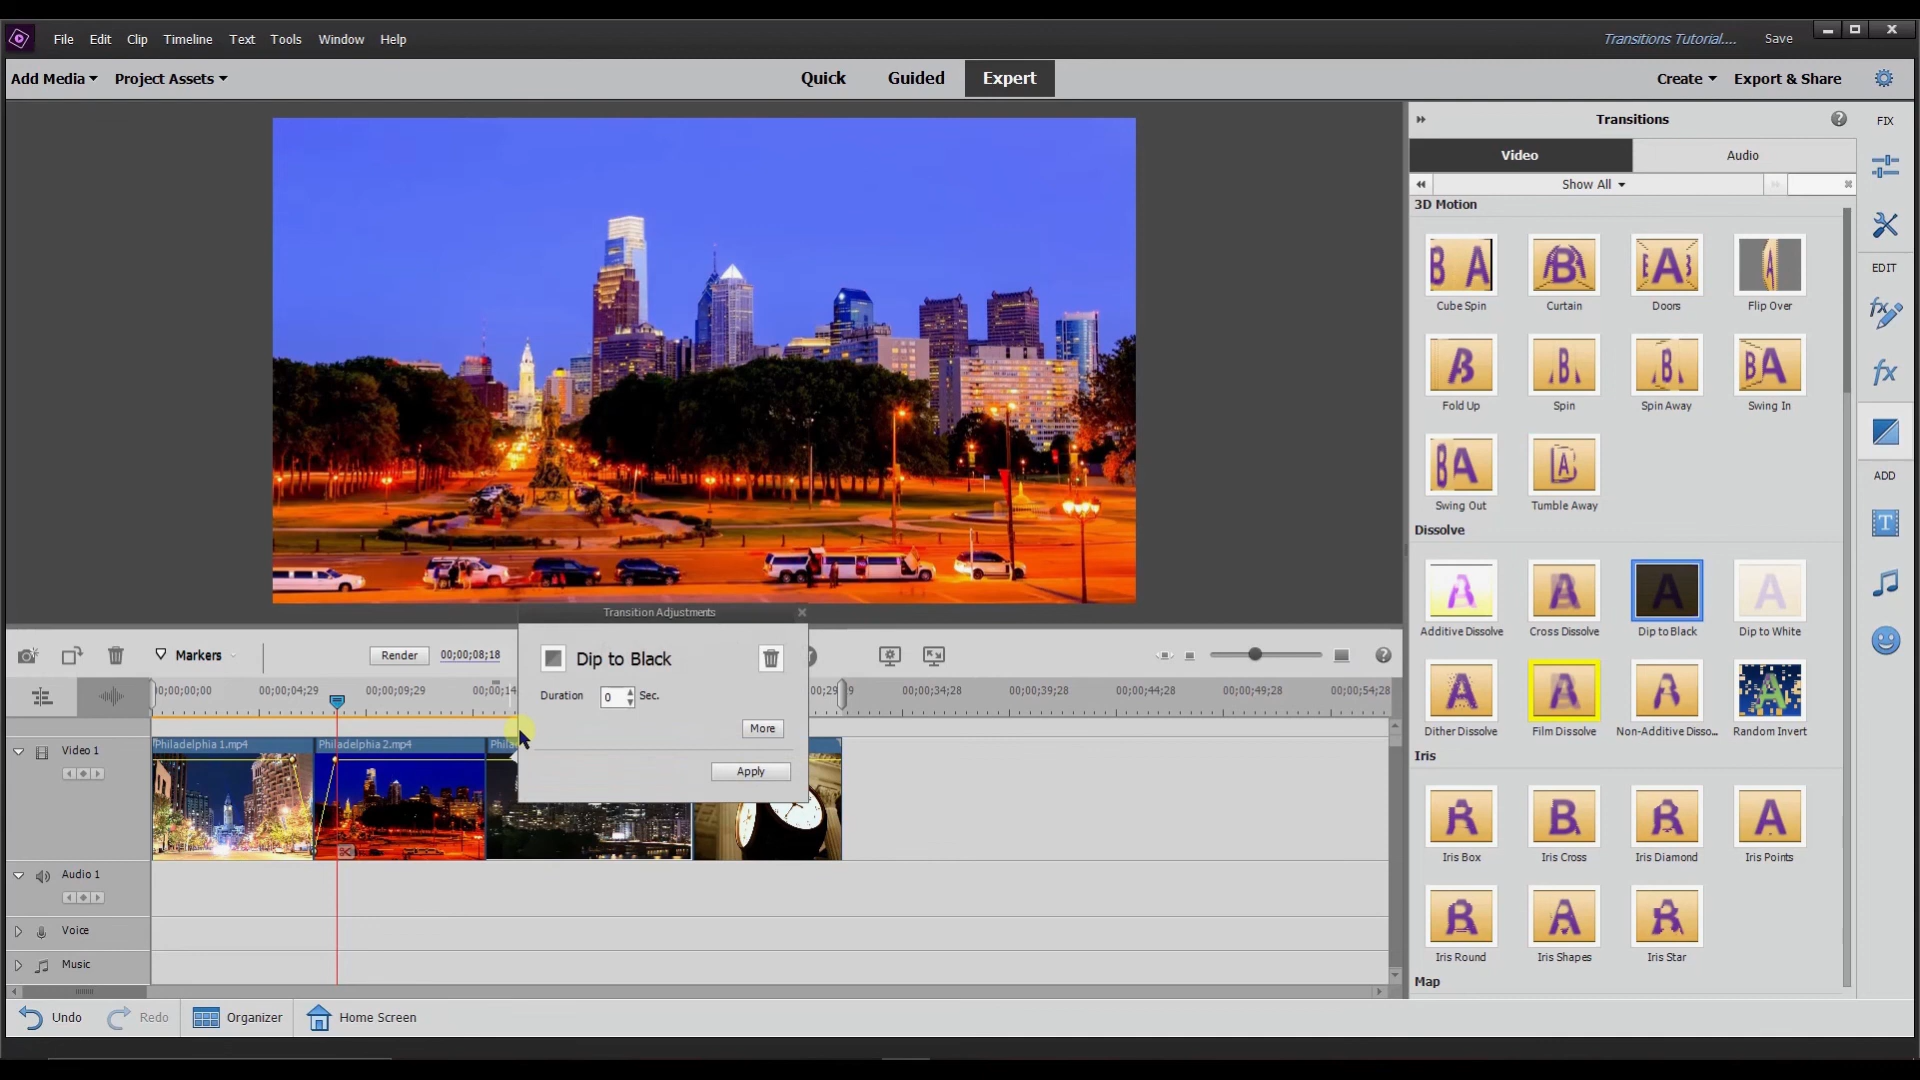 File Edit Clip Timeline Text Tools Window Help
Transitions Tutorial.... Save
Add Media Project Assets
Quick Guided Expert
Create Export & Share
Transitions
FIX
Video Audio
Show All
3D Motion
Cube Spin Curtain Doors Flip Over
EDIT
Fold Up Spin Spin Away Swing In
Swing Out Tumble Away
ADD
Dissolve
Additive Dissolve Cross Dissolve Dip to Black Dip to White
Dither Dissolve Film Dissolve Non-Additive Disso... Random Invert
Iris
Iris Box Iris Cross Iris Diamond Iris Points
Iris Round Iris Shapes Iris Star
Map
Transition Adjustments
Dip to Black
Duration 0 Sec.
More
Apply
Markers Render 00;00;08;18
;00;00;00 00;00;04;29 00;00;09;29 00;00;14 00;00;34;28 00;00;39;28 00;00;44;28 00;00;49;28 00;00;54;28
Video 1
Philadelphia 1.mp4 Philadelphia 2.mp4
Audio 1
Voice
Music
Undo Redo Organizer Home Screen